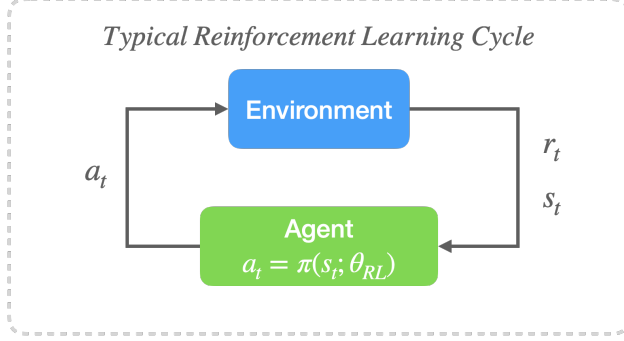 Typical Reinforcement Learning Cycle
Environment
a_t
r_t
s_t
Agent
a_t = π(s_t; θ_RL)